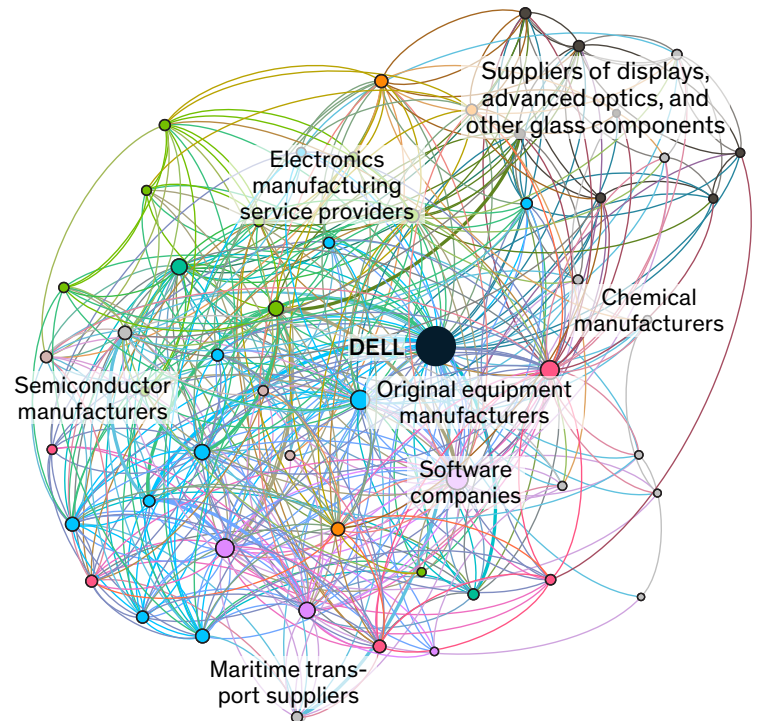 Suppliers of displays,
advanced optics, and
other glass components
Electronics
manufacturing
service providers
Chemical
manufacturers
DELL
Semiconductor
manufacturers
Original equipment
manufacturers
Software
companies
Maritime trans-
port suppliers